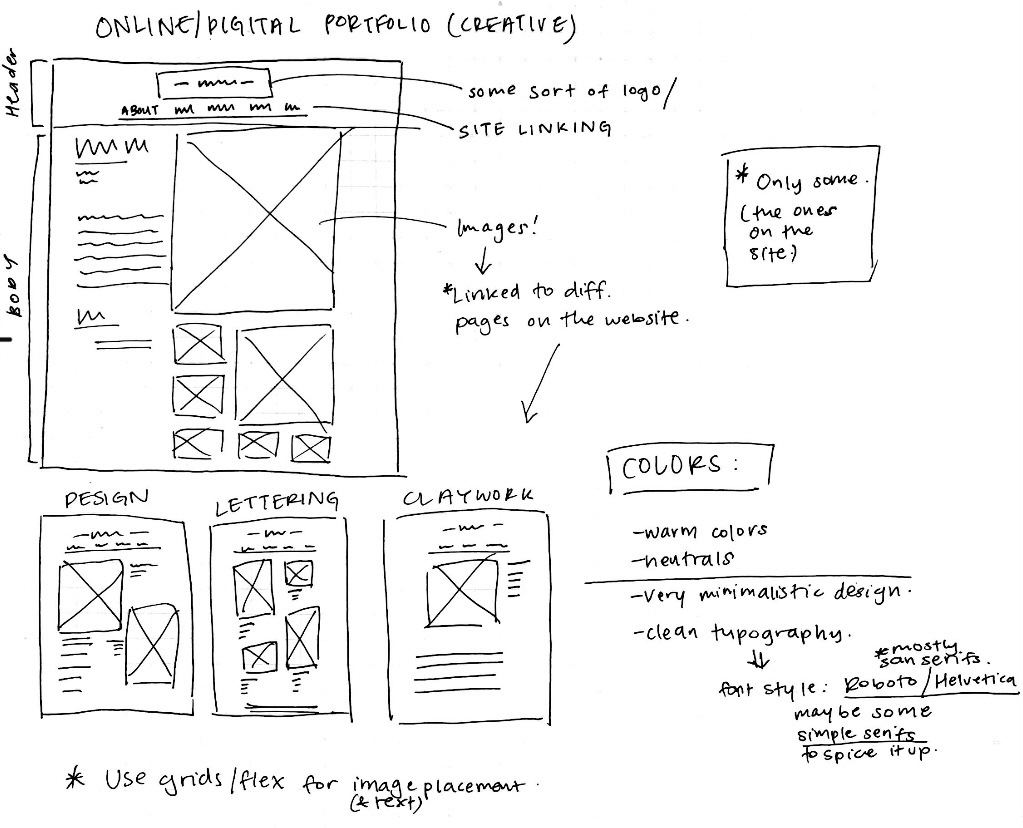 ONLINE/DIGITAL PORTFOLIO (CREATIVE)
Header
some sort of logo/
ABOUT
SITE LINKING
BODY
Images!
*Linked to diff.
pages on the website.
* Only some.
(the ones
on the
site)
DESIGN
LETTERING
CLAYWORK
COLORS:
-warm colors
-neutrals
-very minimalistic design.
-clean typography.
*mostly
san serifs.
font style: Roboto/Helvetica
maybe some
simple serifs
to spice it up.
* Use grids/flex for image placement.
(& text)